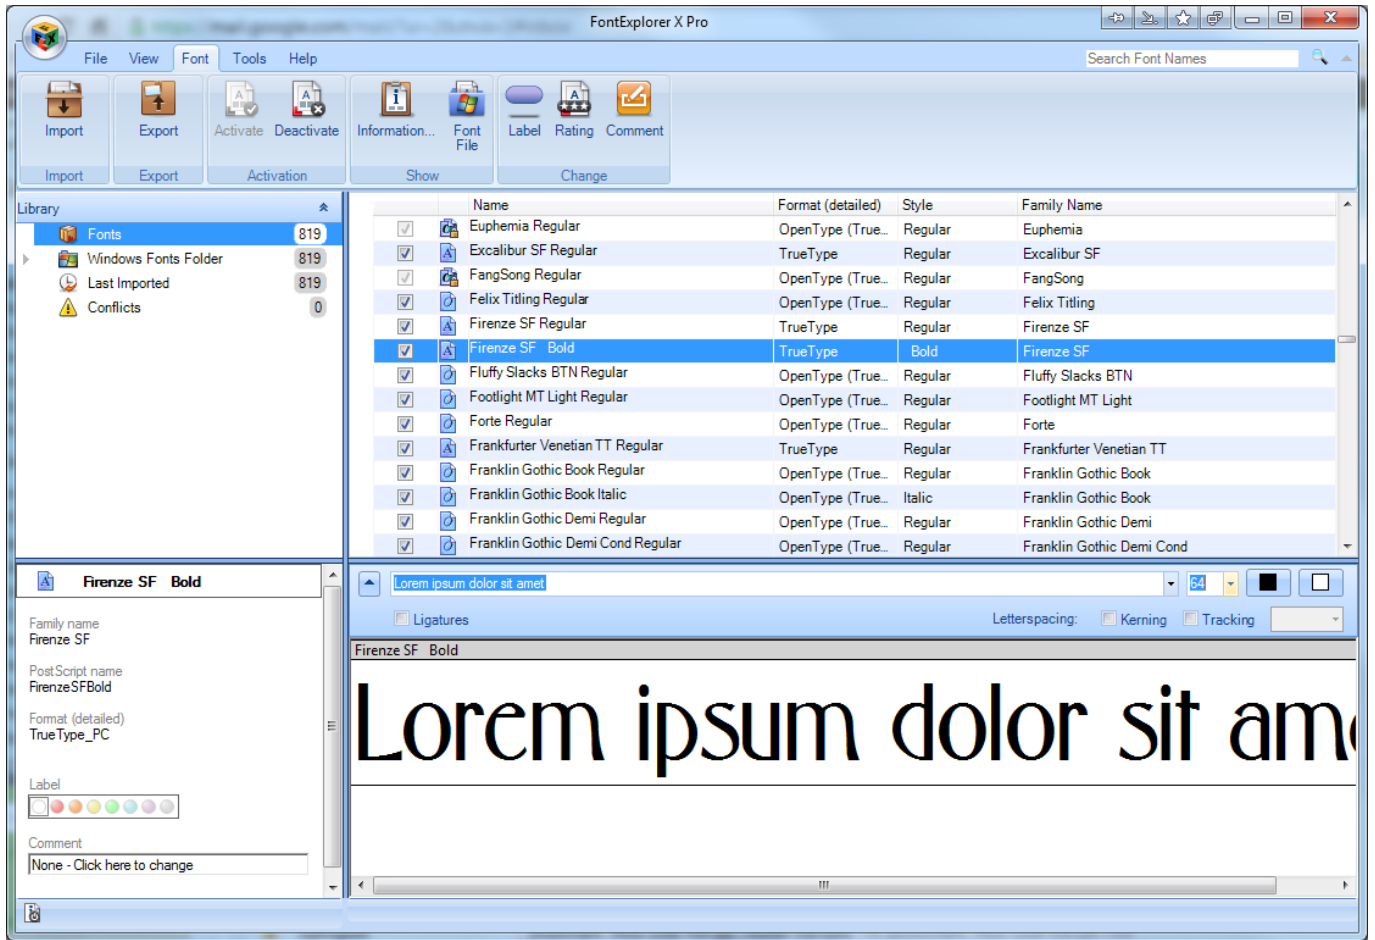 FontExplorer X Pro
File View Font Tools Help
Search Font Names
Import
Export
Activate
Deactivate
Information...
Font File
Label
Rating
Comment
Import
Export
Activation
Show
Change
Library
Fonts 819
Windows Fonts Folder 819
Last Imported 819
Conflicts 0
Name Format (detailed) Style Family Name
Euphemia Regular OpenType (True... Regular Euphemia
Excalibur SF Regular TrueType Regular Excalibur SF
FangSong Regular OpenType (True... Regular FangSong
Felix Titling Regular OpenType (True... Regular Felix Titling
Firenze SF Regular TrueType Regular Firenze SF
Firenze SF Bold TrueType Bold Firenze SF
Fluffy Slacks BTN Regular OpenType (True... Regular Fluffy Slacks BTN
Footlight MT Light Regular OpenType (True... Regular Footlight MT Light
Forte Regular OpenType (True... Regular Forte
Frankfurter Venetian TT Regular TrueType Regular Frankfurter Venetian TT
Franklin Gothic Book Regular OpenType (True... Regular Franklin Gothic Book
Franklin Gothic Book Italic OpenType (True... Italic Franklin Gothic Book
Franklin Gothic Demi Regular OpenType (True... Regular Franklin Gothic Demi
Franklin Gothic Demi Cond Regular OpenType (True... Regular Franklin Gothic Demi Cond
Firenze SF Bold
Family name
Firenze SF
PostScript name
FirenzeSFBold
Format (detailed)
TrueType_PC
Label
Comment
None - Click here to change
Lorem ipsum dolor sit amet 64
Ligatures Letterspacing: Kerning Tracking
Firenze SF Bold
Lorem ipsum dolor sit am